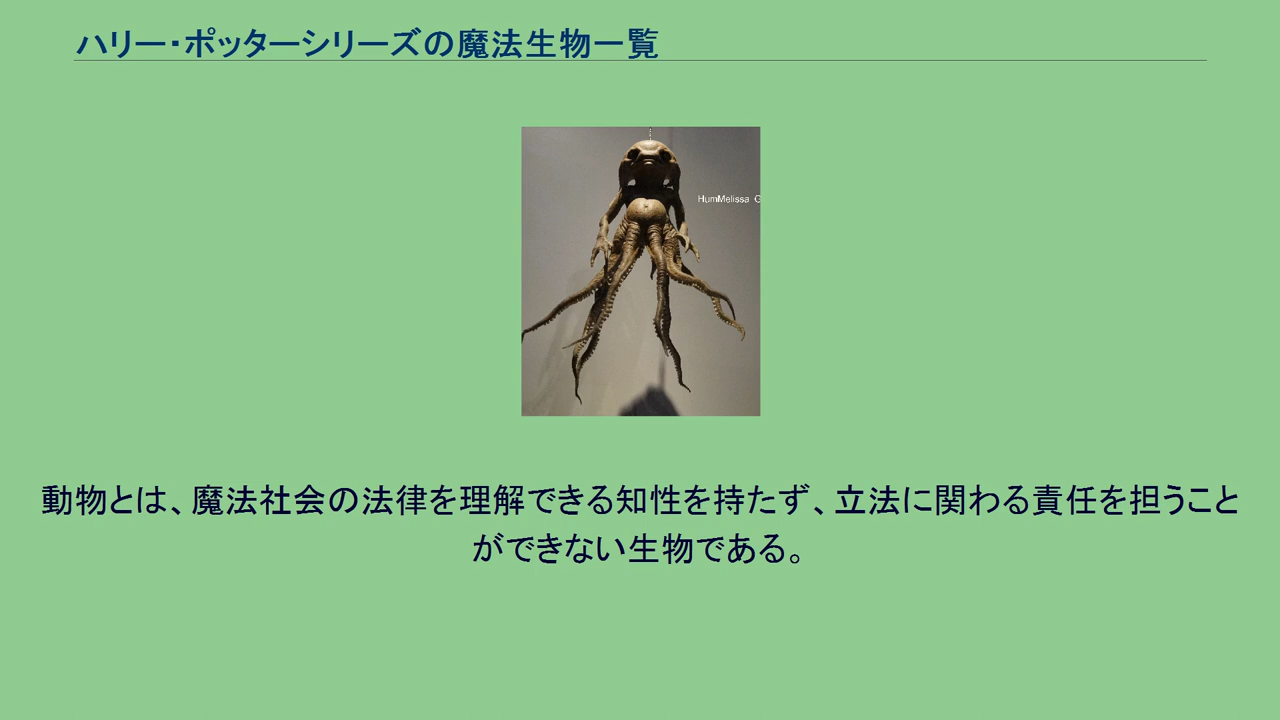 ハリー・ポッターシリーズの魔法生物一覧
HumMelissa
動物とは、魔法社会の法律を理解できる知性を持たず、立法に関わる責任を担うこと
ができない生物である。